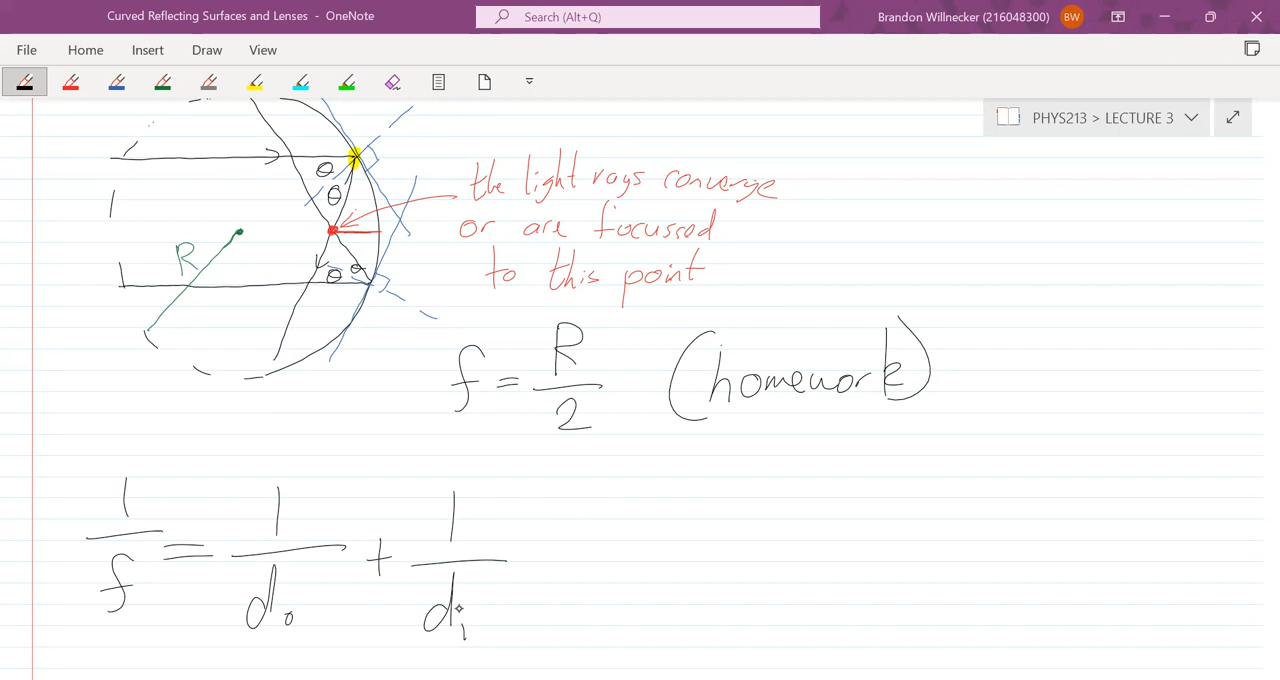 Curved Reflecting Surfaces and Lenses - OneNote
Search (Alt+Q)
Brandon Willnecker (216048300)
BW
File Home Insert Draw View
PHYS213 > LECTURE 3
θ
θ
the light rays converge
or are focussed
to this point
R
θ θ
f = R/2 (homework)
1/f = 1/d₀ + 1/dᵢ